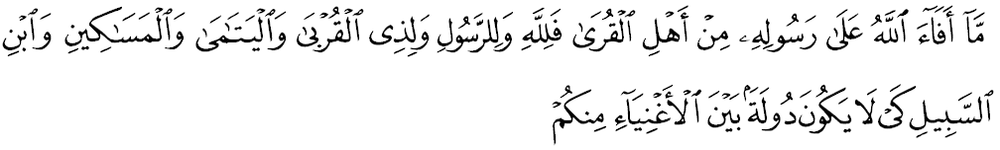 مَّآ أَفَآءَ ٱللَّهُ عَلَىٰ رَسُولِهِۦ مِنۡ أَهۡلِ ٱلۡقُرَىٰ فَلِلَّهِ وَلِلرَّسُولِ وَلِذِي ٱلۡقُرۡبَىٰ وَٱلۡيَتَٰمَىٰ وَٱلۡمَسَٰكِينِ وَٱبۡنِ
ٱلسَّبِيلِ كَيۡ لَا يَكُونَ دُولَةَۢ بَيۡنَ ٱلۡأَغۡنِيَآءِ مِنكُمۡ